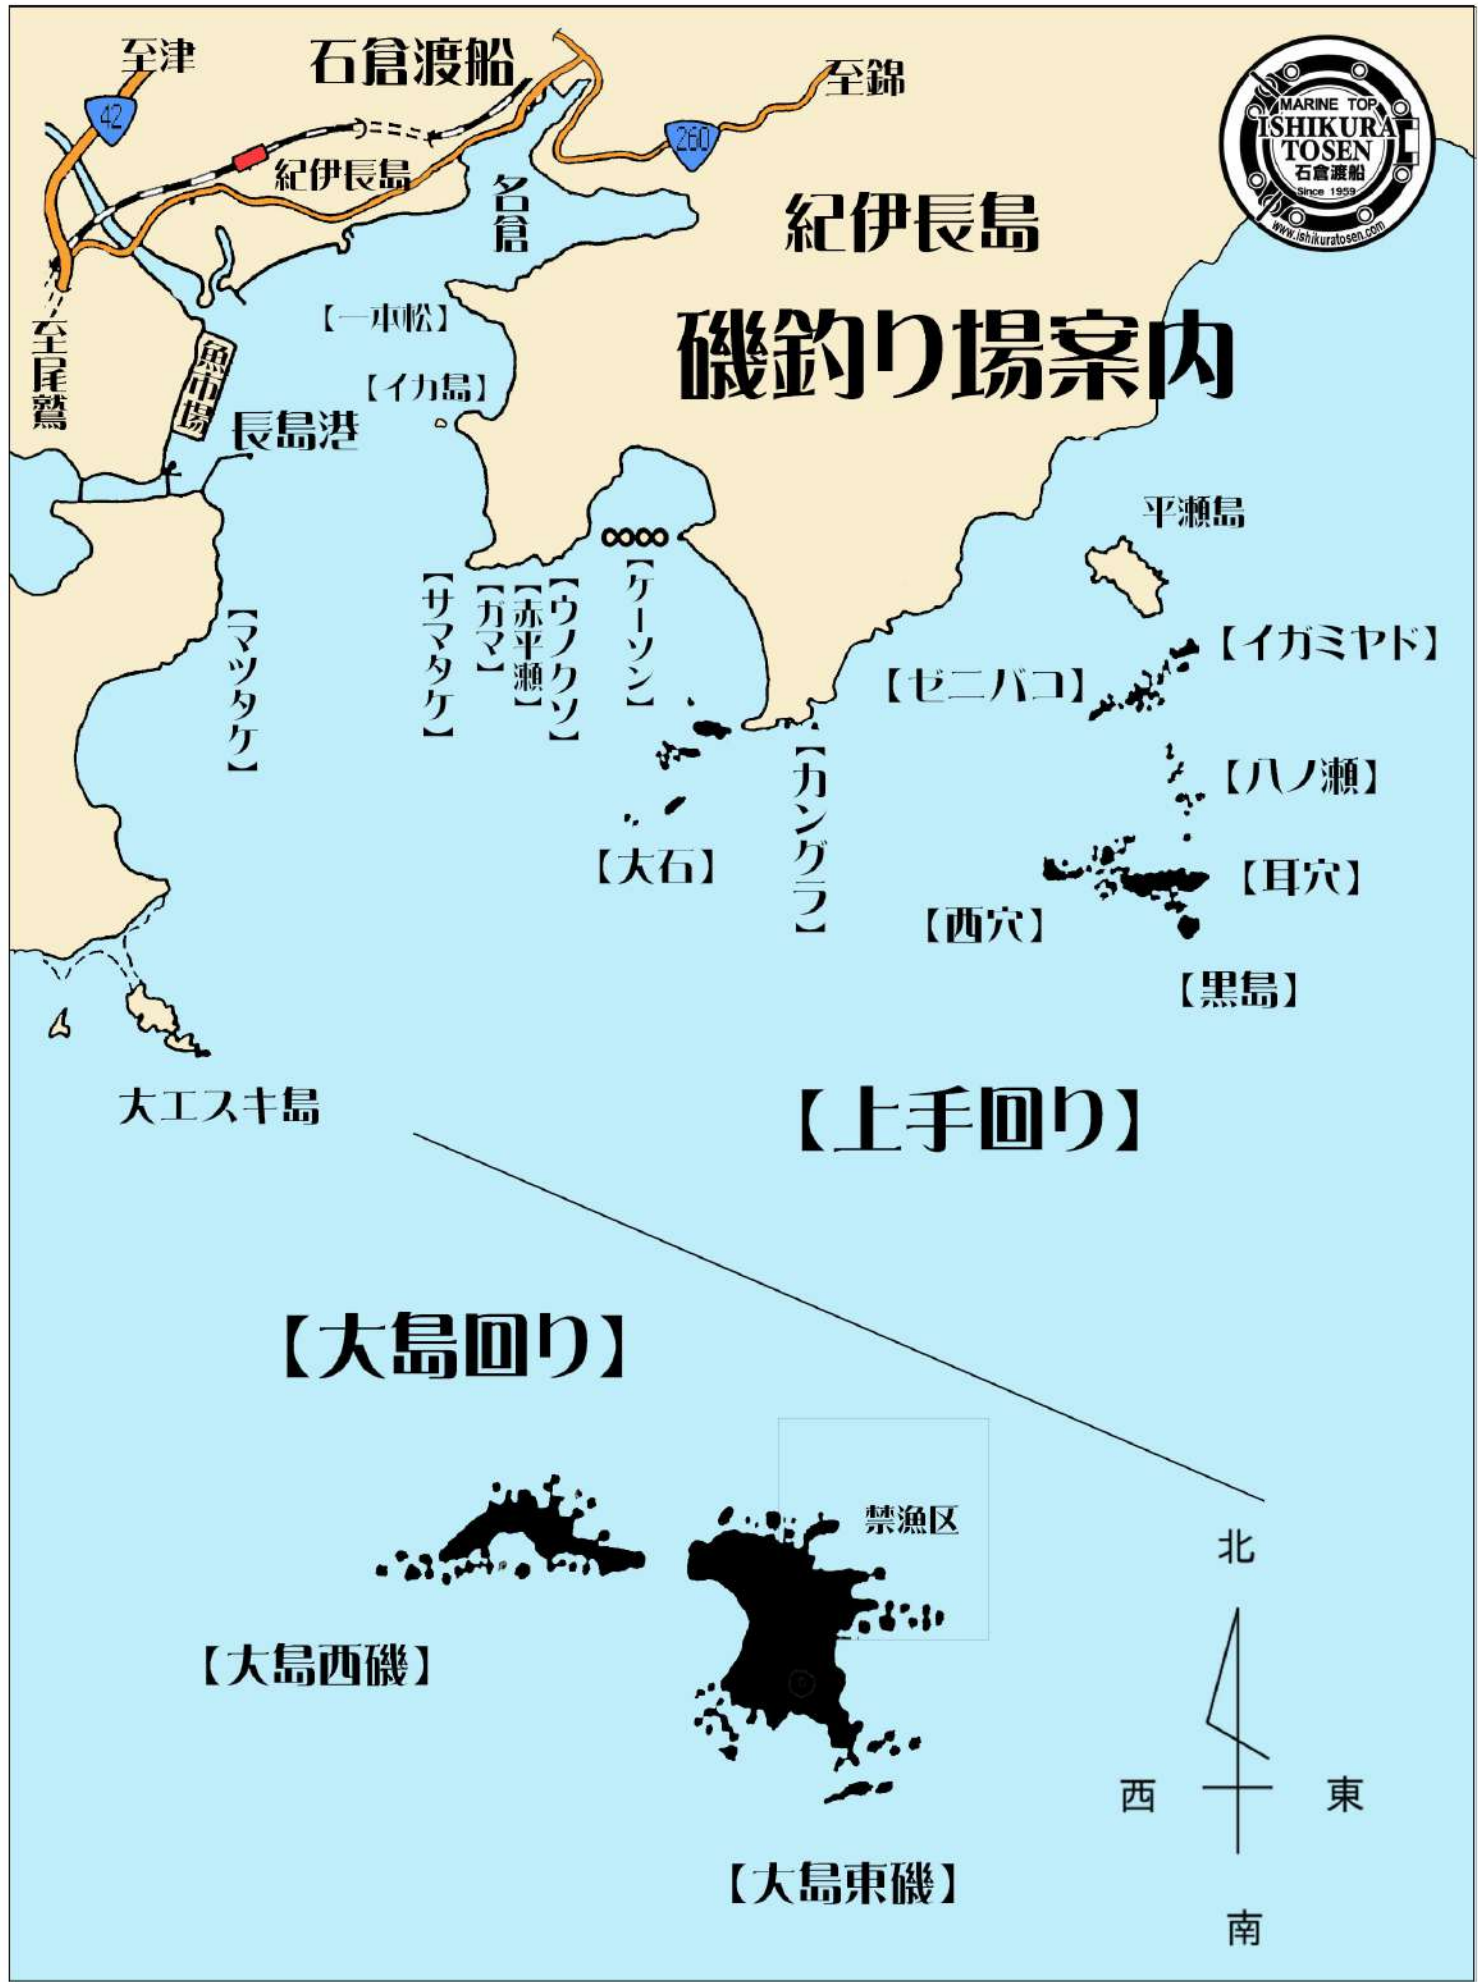 至津
石倉渡船
至錦
42
260
MARINE TOP
ISHIKURA
TOSEN
石倉渡船
Since 1959
www.ishikuratosen.com
紀伊長島
名倉
紀伊長島
磯釣り場案内
【一本松】
至尾鷲
魚市場
【イカ島】
長島港
平瀬島
【マツタケ】
【サマタケ】
【ガマ】
【赤平瀬】
【ウノクソ】
【ケーソン】
【イガミヤド】
【ゼニバコ】
【カングラ】
【八ノ瀬】
【大石】
【耳穴】
【西穴】
【黒島】
大エスキ島
【上手回り】
【大島回り】
禁漁区
北
【大島西磯】
西
東
【大島東磯】
南